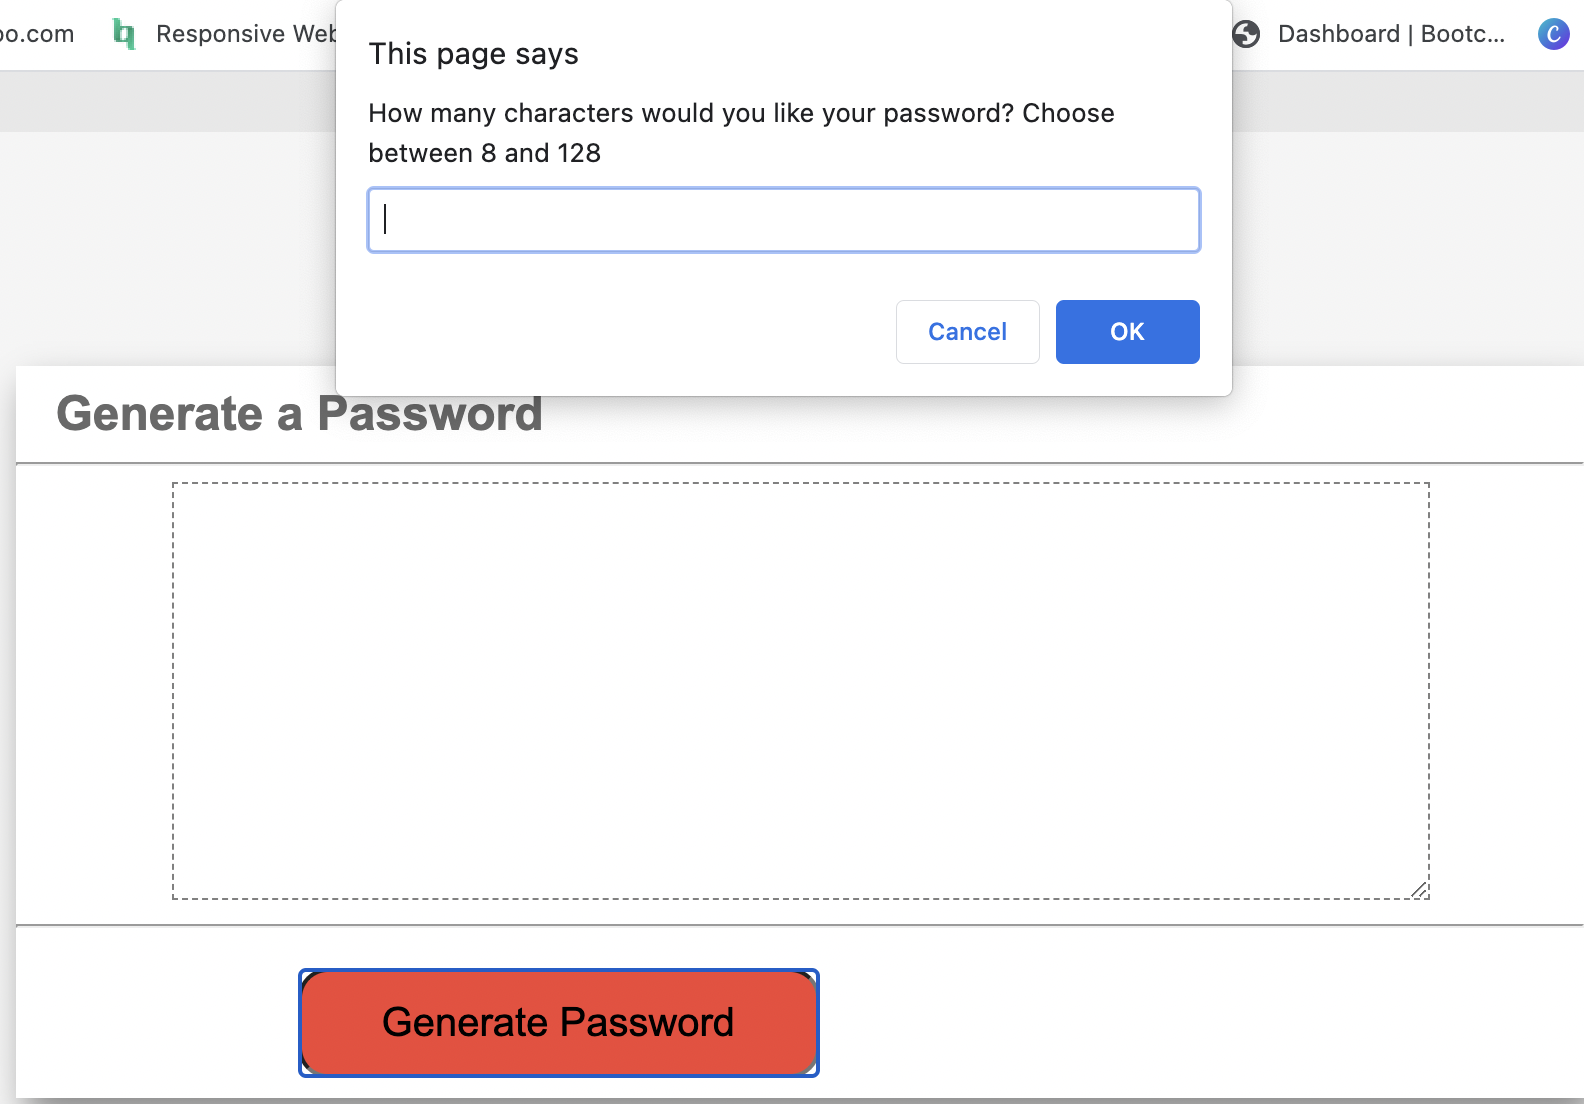 oo.com
Responsive Web
Dashboard | Bootc...
C
This page says
How many characters would you like your password? Choose
between 8 and 128
Cancel
OK
Generate a Password
Generate Password